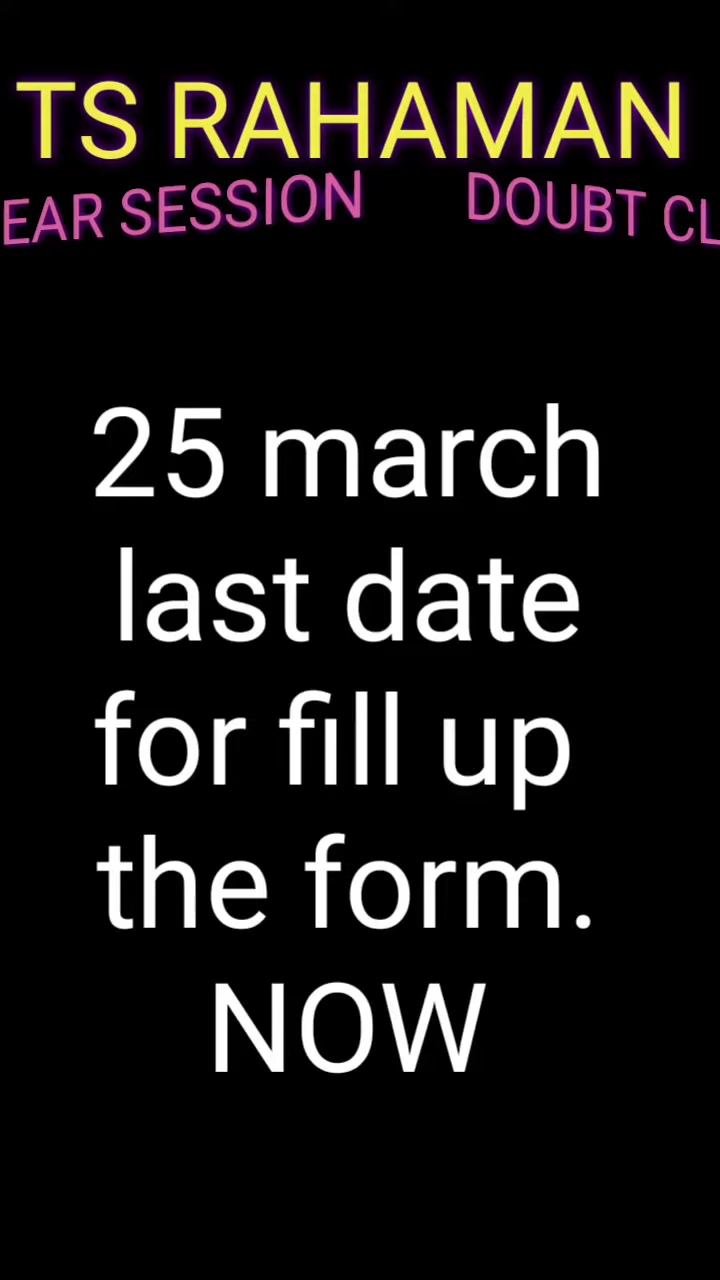 TS RAHAMAN
EAR SESSION DOUBT CL
25 march
last date
for fill up
the form.
NOW